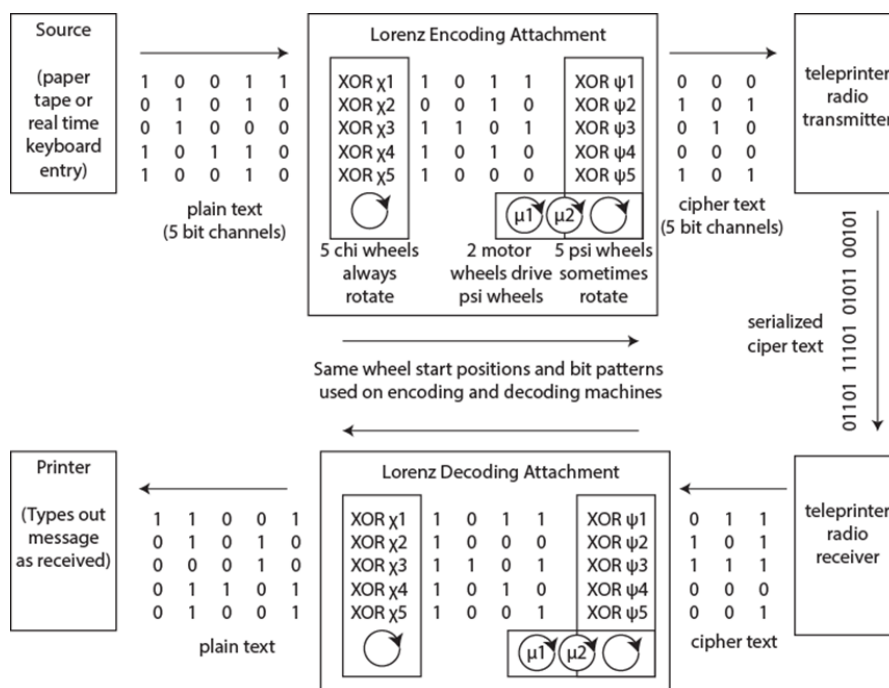 Source
(paper
tape or
real time
keyboard
entry)
1 0 0 1 1
0 1 0 1 0
0 1 0 0 0
1 0 1 1 0
1 0 0 1 0
plain text
(5 bit channels)
Lorenz Encoding Attachment
XOR χ1
XOR χ2
XOR χ3
XOR χ4
XOR χ5
5 chi wheels
always
rotate
1 0 1 1
0 0 1 0
1 1 0 1
1 0 1 0
1 0 0 0
XOR ψ1
XOR ψ2
XOR ψ3
XOR ψ4
XOR ψ5
μ1 μ2
2 motor
wheels drive
psi wheels
5 psi wheels
sometimes
rotate
0 0 0
1 0 1
0 1 0
0 0 0
1 0 1
cipher text
(5 bit channels)
teleprinter
radio
transmitter
serialized
ciper text
01101 11101 01011 00101
Same wheel start positions and bit patterns
used on encoding and decoding machines
Printer
(Types out
message
as received)
1 1 0 0 1
0 1 0 1 0
0 0 0 1 0
0 1 1 0 1
0 1 0 0 1
plain text
Lorenz Decoding Attachment
XOR χ1
XOR χ2
XOR χ3
XOR χ4
XOR χ5
1 0 1 1
1 0 0 0
1 1 0 1
1 0 1 0
1 0 0 1
XOR ψ1
XOR ψ2
XOR ψ3
XOR ψ4
XOR ψ5
μ1 μ2
0 1 1
1 0 1
1 1 1
0 0 0
0 0 1
cipher text
teleprinter
radio
receiver